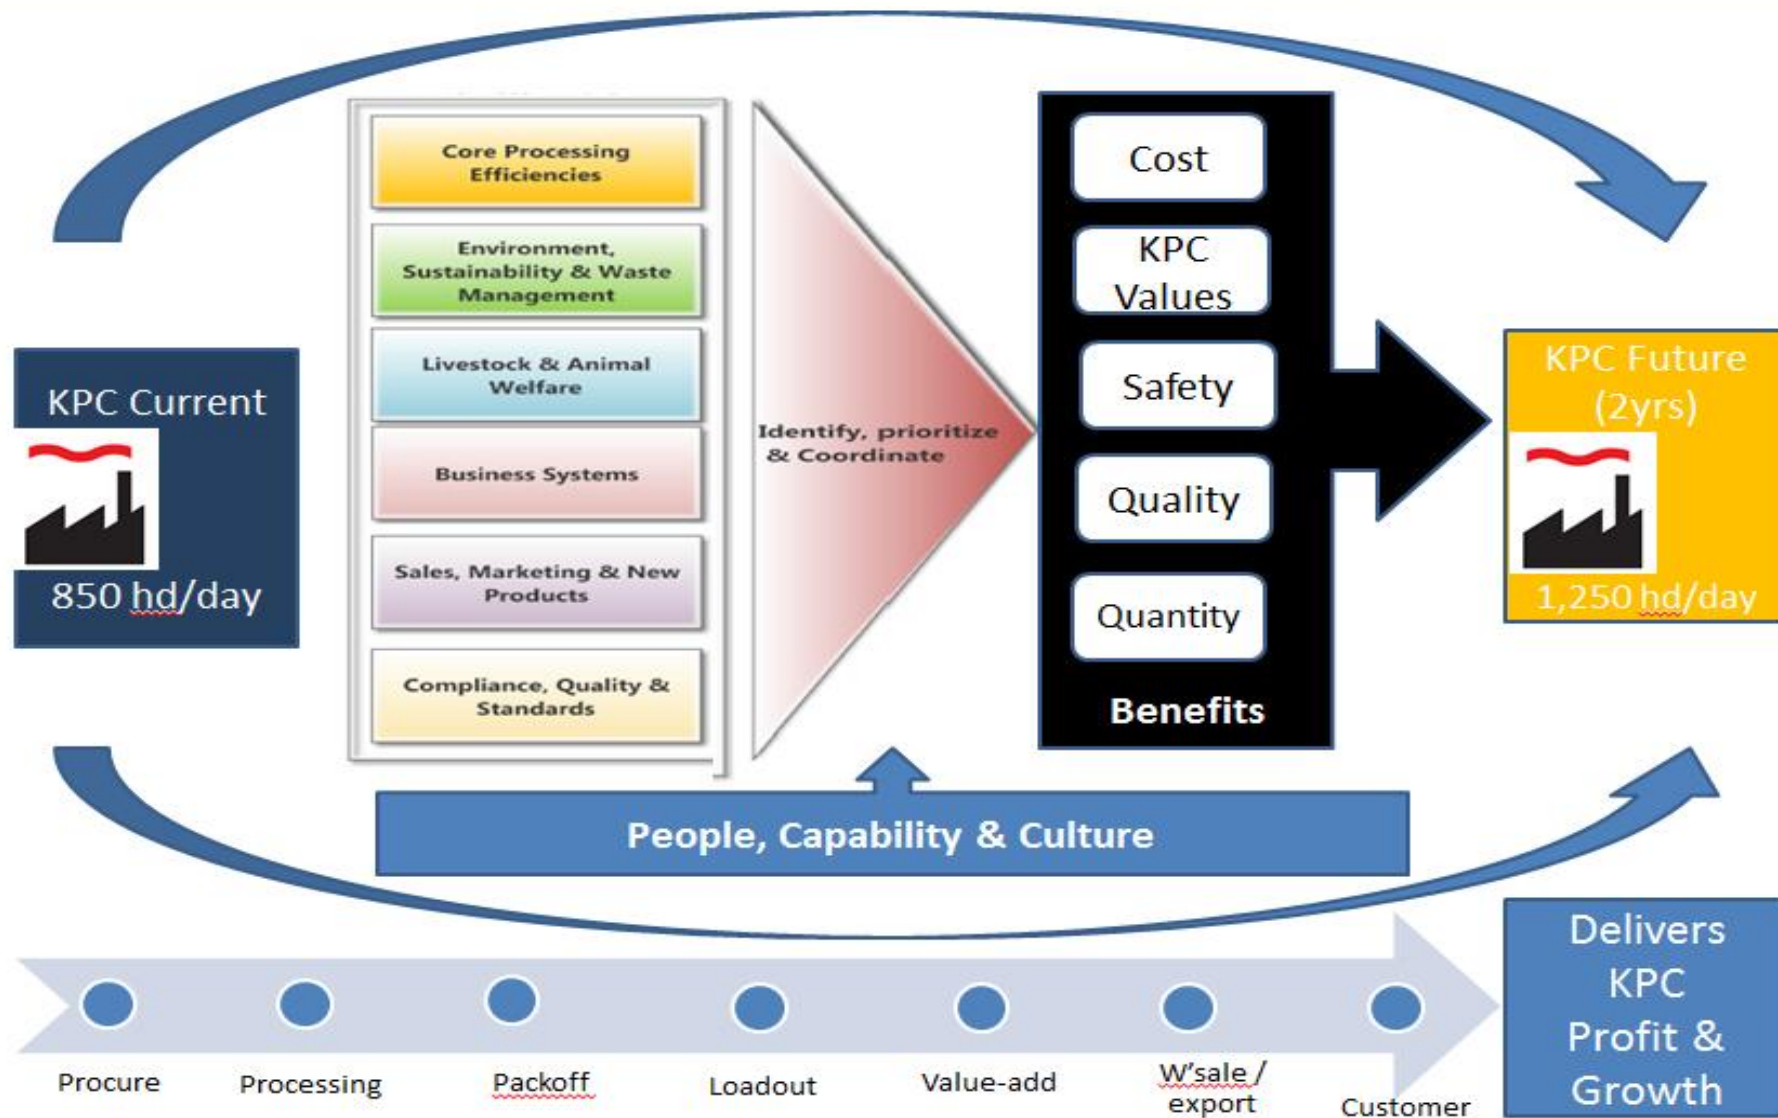 KPC Current
850 hd/day
Core Processing
Efficiencies
Environment,
Sustainability & Waste
Management
Livestock & Animal
Welfare
Business Systems
Sales, Marketing & New
Products
Compliance, Quality &
Standards
Identify, prioritize
& Coordinate
Cost
KPC
Values
Safety
Quality
Quantity
Benefits
KPC Future
(2yrs)
1,250 hd/day
People, Capability & Culture
Procure
Processing
Packoff
Loadout
Value-add
W'sale /
export
Customer
Delivers
KPC
Profit &
Growth